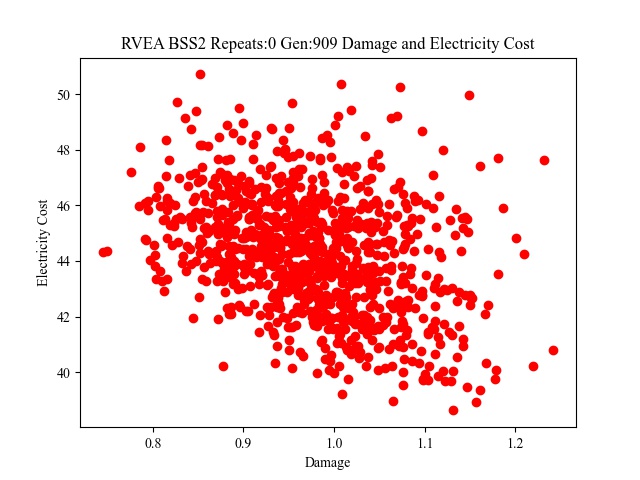 RVEA BSS2 Repeats:0 Gen:909 Damage and Electricity Cost
Electricity Cost
50
48
46
44
42
40
0.8 0.9 1.0 1.1 1.2
Damage